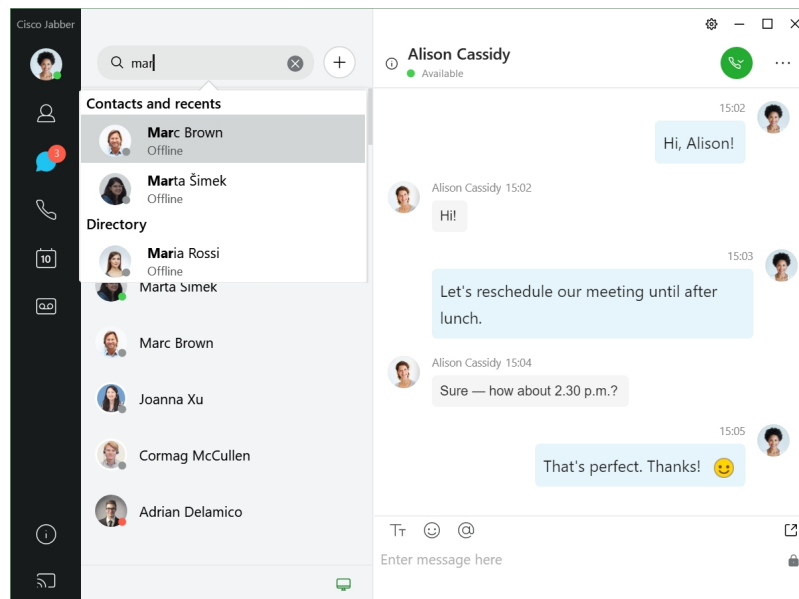 Cisco Jabber
mar
Contacts and recents
Marc Brown
Offline
Marta Šimek
Offline
Directory
Maria Rossi
Offline
Marta Šimek
Marc Brown
Joanna Xu
Cormag McCullen
Adrian Delamico
3
10
Alison Cassidy
Available
15:02
Hi, Alison!
Alison Cassidy 15:02
Hi!
15:03
Let's reschedule our meeting until after
lunch.
Alison Cassidy 15:04
Sure — how about 2.30 p.m.?
15:05
That's perfect. Thanks!
TT
@
Enter message here